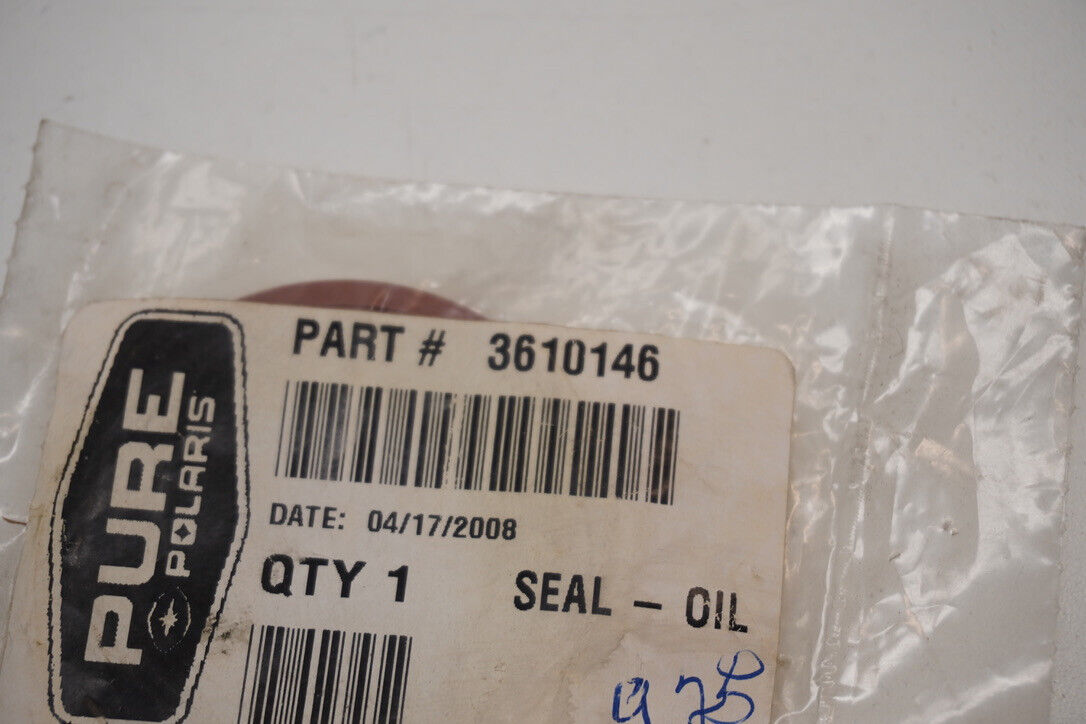 PURE
POLARIS
PART # 3610146
DATE: 04/17/2008
QTY 1 SEAL - OIL